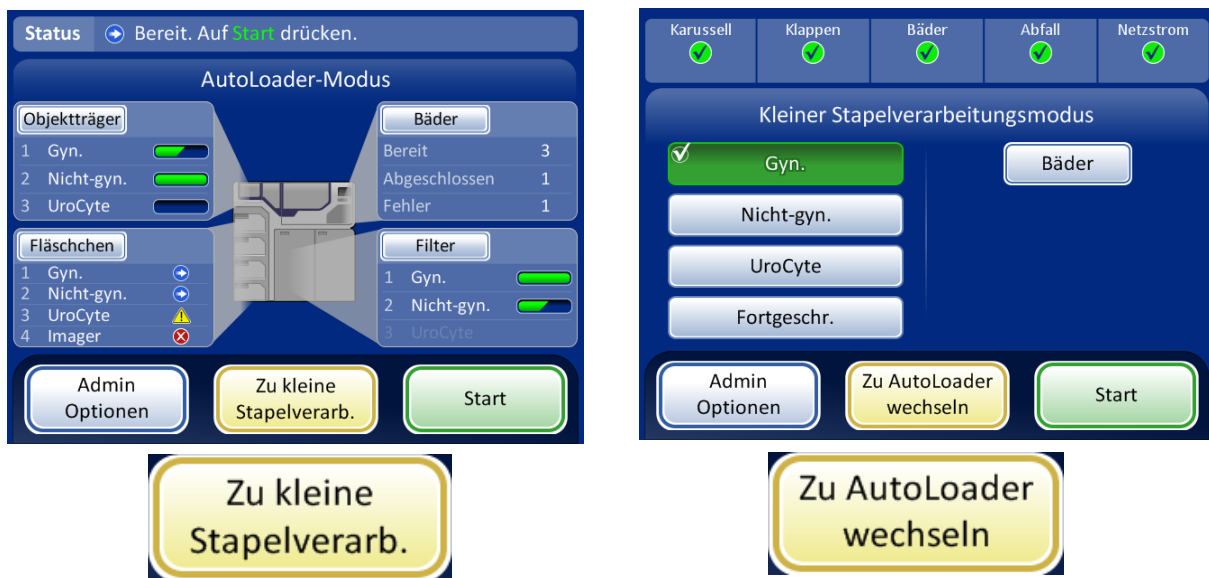 Status Bereit. Auf Start drücken.
AutoLoader-Modus
Objektträger
1 Gyn.
2 Nicht-gyn.
3 UroCyte
Bäder
Bereit 3
Abgeschlossen 1
Fehler 1
Fläschchen
1 Gyn.
2 Nicht-gyn.
3 UroCyte
4 Imager
Filter
1 Gyn.
2 Nicht-gyn.
3 UroCyte
Admin
Optionen
Zu kleine
Stapelverarb.
Start
Zu kleine
Stapelverarb.
Karussell Klappen Bäder Abfall Netzstrom
Kleiner Stapelverarbeitungsmodus
Gyn.
Nicht-gyn.
UroCyte
Fortgeschr.
Bäder
Admin
Optionen
Zu AutoLoader
wechseln
Start
Zu AutoLoader
wechseln